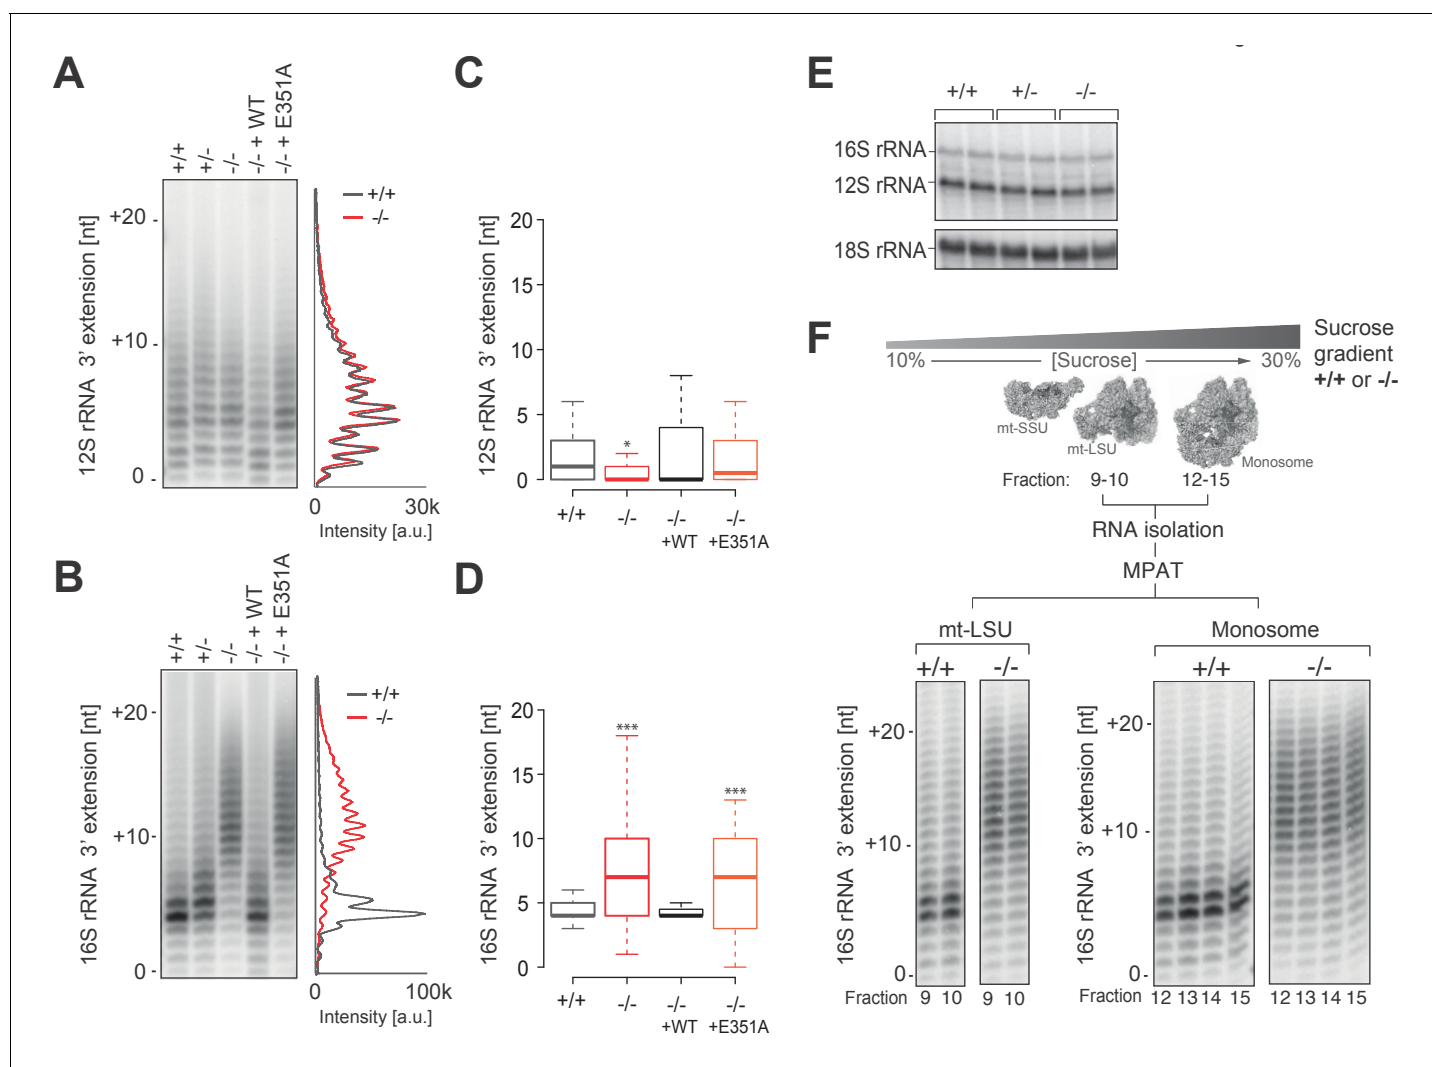 A
+/+
+/-
-/-
-/- + WT
-/- + E351A
12S rRNA 3' extension [nt]
+20 -
+10 -
0 -
+/+
-/-
0 30k
Intensity [a.u.]
B
+/+
+/-
-/-
-/- + WT
-/- + E351A
16S rRNA 3' extension [nt]
+20 -
+10 -
0 -
+/+
-/-
0 100k
Intensity [a.u.]
C
12S rRNA 3' extension [nt]
20
15
10
5
0
*
+/+ -/- -/- -/-
+WT +E351A
D
16S rRNA 3' extension [nt]
20
15
10
5
0
***
***
+/+ -/- -/- -/-
+WT +E351A
E
+/+ +/- -/-
16S rRNA
12S rRNA
18S rRNA
F
10% [Sucrose] 30%
Sucrose
gradient
+/+ or -/-
mt-SSU
mt-LSU
Monosome
Fraction: 9-10 12-15
RNA isolation
MPAT
mt-LSU Monosome
+/+ -/- +/+ -/-
16S rRNA 3' extension [nt]
+20 -
+10 -
0 -
Fraction 9 10 9 10
16S rRNA 3' extension [nt]
+20 -
+10 -
0 -
Fraction 12 13 14 15 12 13 14 15